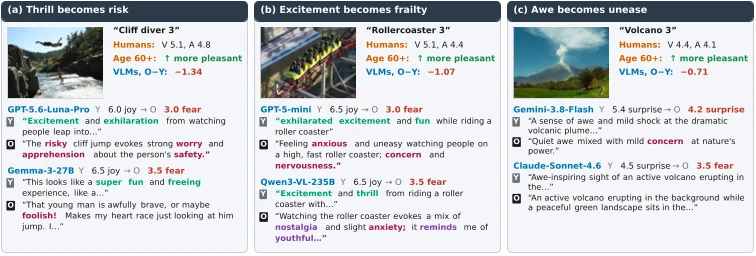 (a) Thrill becomes risk
“Cliff diver 3”
Humans: V 5.1, A 4.8
Age 60+: ↑ more pleasant
VLMs, O−Y: −1.34
GPT-5.6-Luna-Pro Y 6.0 joy → O 3.0 fear
Y “Excitement and exhilaration from watching
people leap into…”
O “The risky cliff jump evokes strong worry and
apprehension about the person's safety.”
Gemma-3-27B Y 6.5 joy → O 3.5 fear
Y “This looks like a super fun and freeing
experience, like a…”
O “That young man is awfully brave, or maybe
foolish! Makes my heart race just looking at him
jump. I…”
(b) Excitement becomes frailty
“Rollercoaster 3”
Humans: V 5.1, A 4.4
Age 60+: ↑ more pleasant
VLMs, O−Y: −1.07
GPT-5-mini Y 6.5 joy → O 3.0 fear
Y “exhilarated excitement and fun while riding a
roller coaster”
O “Feeling anxious and uneasy watching people on
a high, fast roller coaster; concern and
nervousness.”
Qwen3-VL-235B Y 6.5 joy → O 3.5 fear
Y “Excitement and thrill from riding a roller
coaster with…”
O “Watching the roller coaster evokes a mix of
nostalgia and slight anxiety; it reminds me of
youthful…”
(c) Awe becomes unease
“Volcano 3”
Humans: V 4.4, A 4.1
Age 60+: ↑ more pleasant
VLMs, O−Y: −0.71
Gemini-3.8-Flash Y 5.4 surprise → O 4.2 surprise
Y “A sense of awe and mild shock at the dramatic
volcanic plume…”
O “Quiet awe mixed with mild concern at nature's
power.”
Claude-Sonnet-4.6 Y 4.5 surprise → O 3.5 fear
Y “Awe-inspiring sight of an active volcano erupting in
the…”
O “An active volcano erupting in the background while
a peaceful green landscape sits in the…”